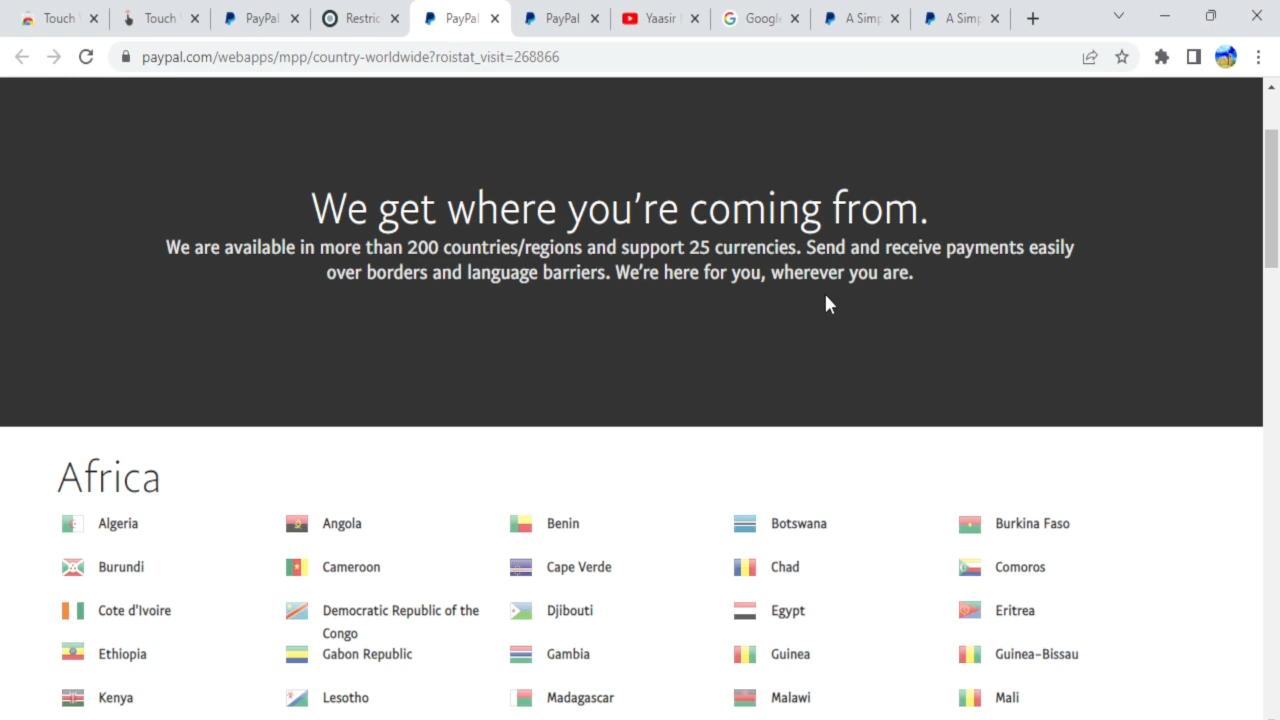 Touch
Touch
PayPal
Restric
PayPal
PayPal
Yaasir
Google
A Simp
A Simp
paypal.com/webapps/mpp/country-worldwide?roistat_visit=268866
We get where you're coming from.
We are available in more than 200 countries/regions and support 25 currencies. Send and receive payments easily
over borders and language barriers. We're here for you, wherever you are.
Africa
Algeria
Angola
Benin
Botswana
Burkina Faso
Burundi
Cameroon
Cape Verde
Chad
Comoros
Cote d'Ivoire
Democratic Republic of the
Congo
Djibouti
Egypt
Eritrea
Ethiopia
Gabon Republic
Gambia
Guinea
Guinea-Bissau
Kenya
Lesotho
Madagascar
Malawi
Mali